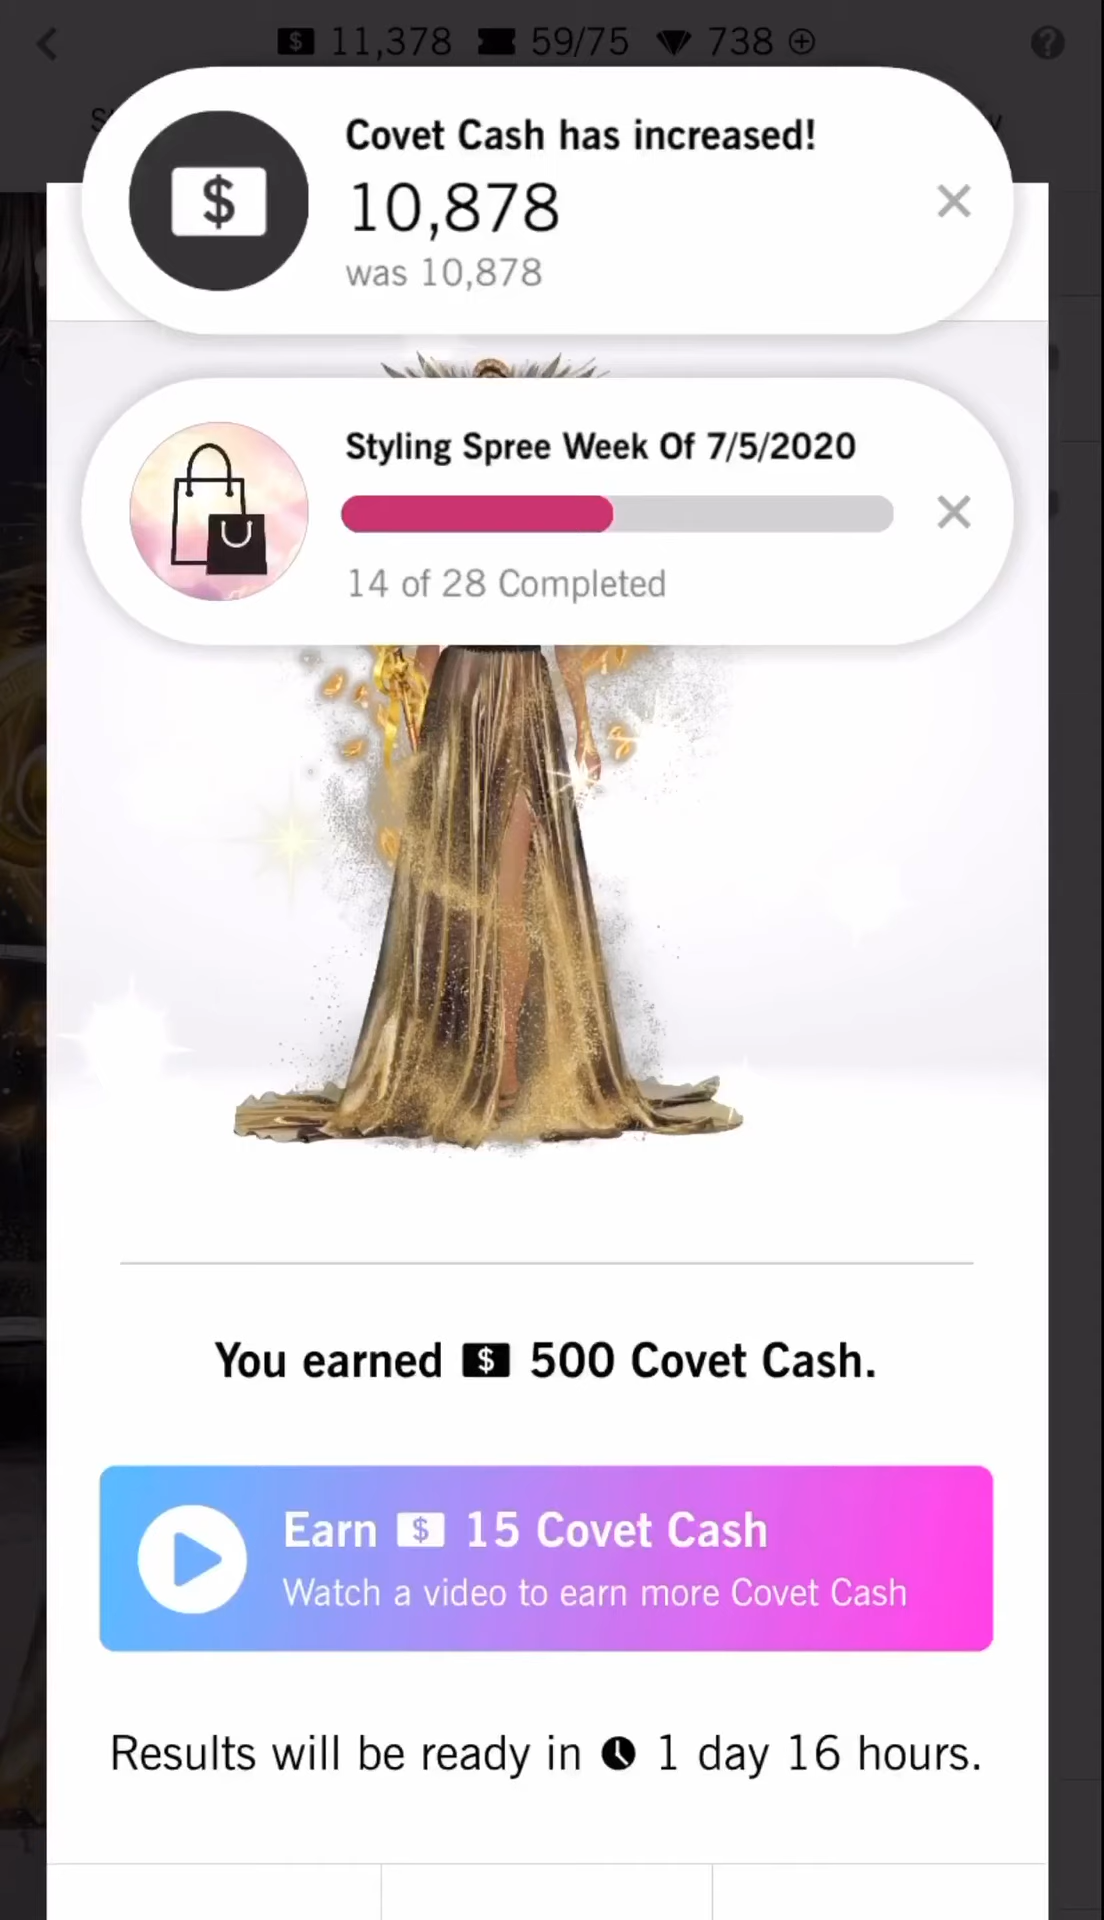 $ 11,378 59/75 738
Covet Cash has increased!
$
10,878
was 10,878
Styling Spree Week Of 7/5/2020
14 of 28 Completed
You earned $ 500 Covet Cash.
Earn $ 15 Covet Cash
Watch a video to earn more Covet Cash
Results will be ready in 1 day 16 hours.